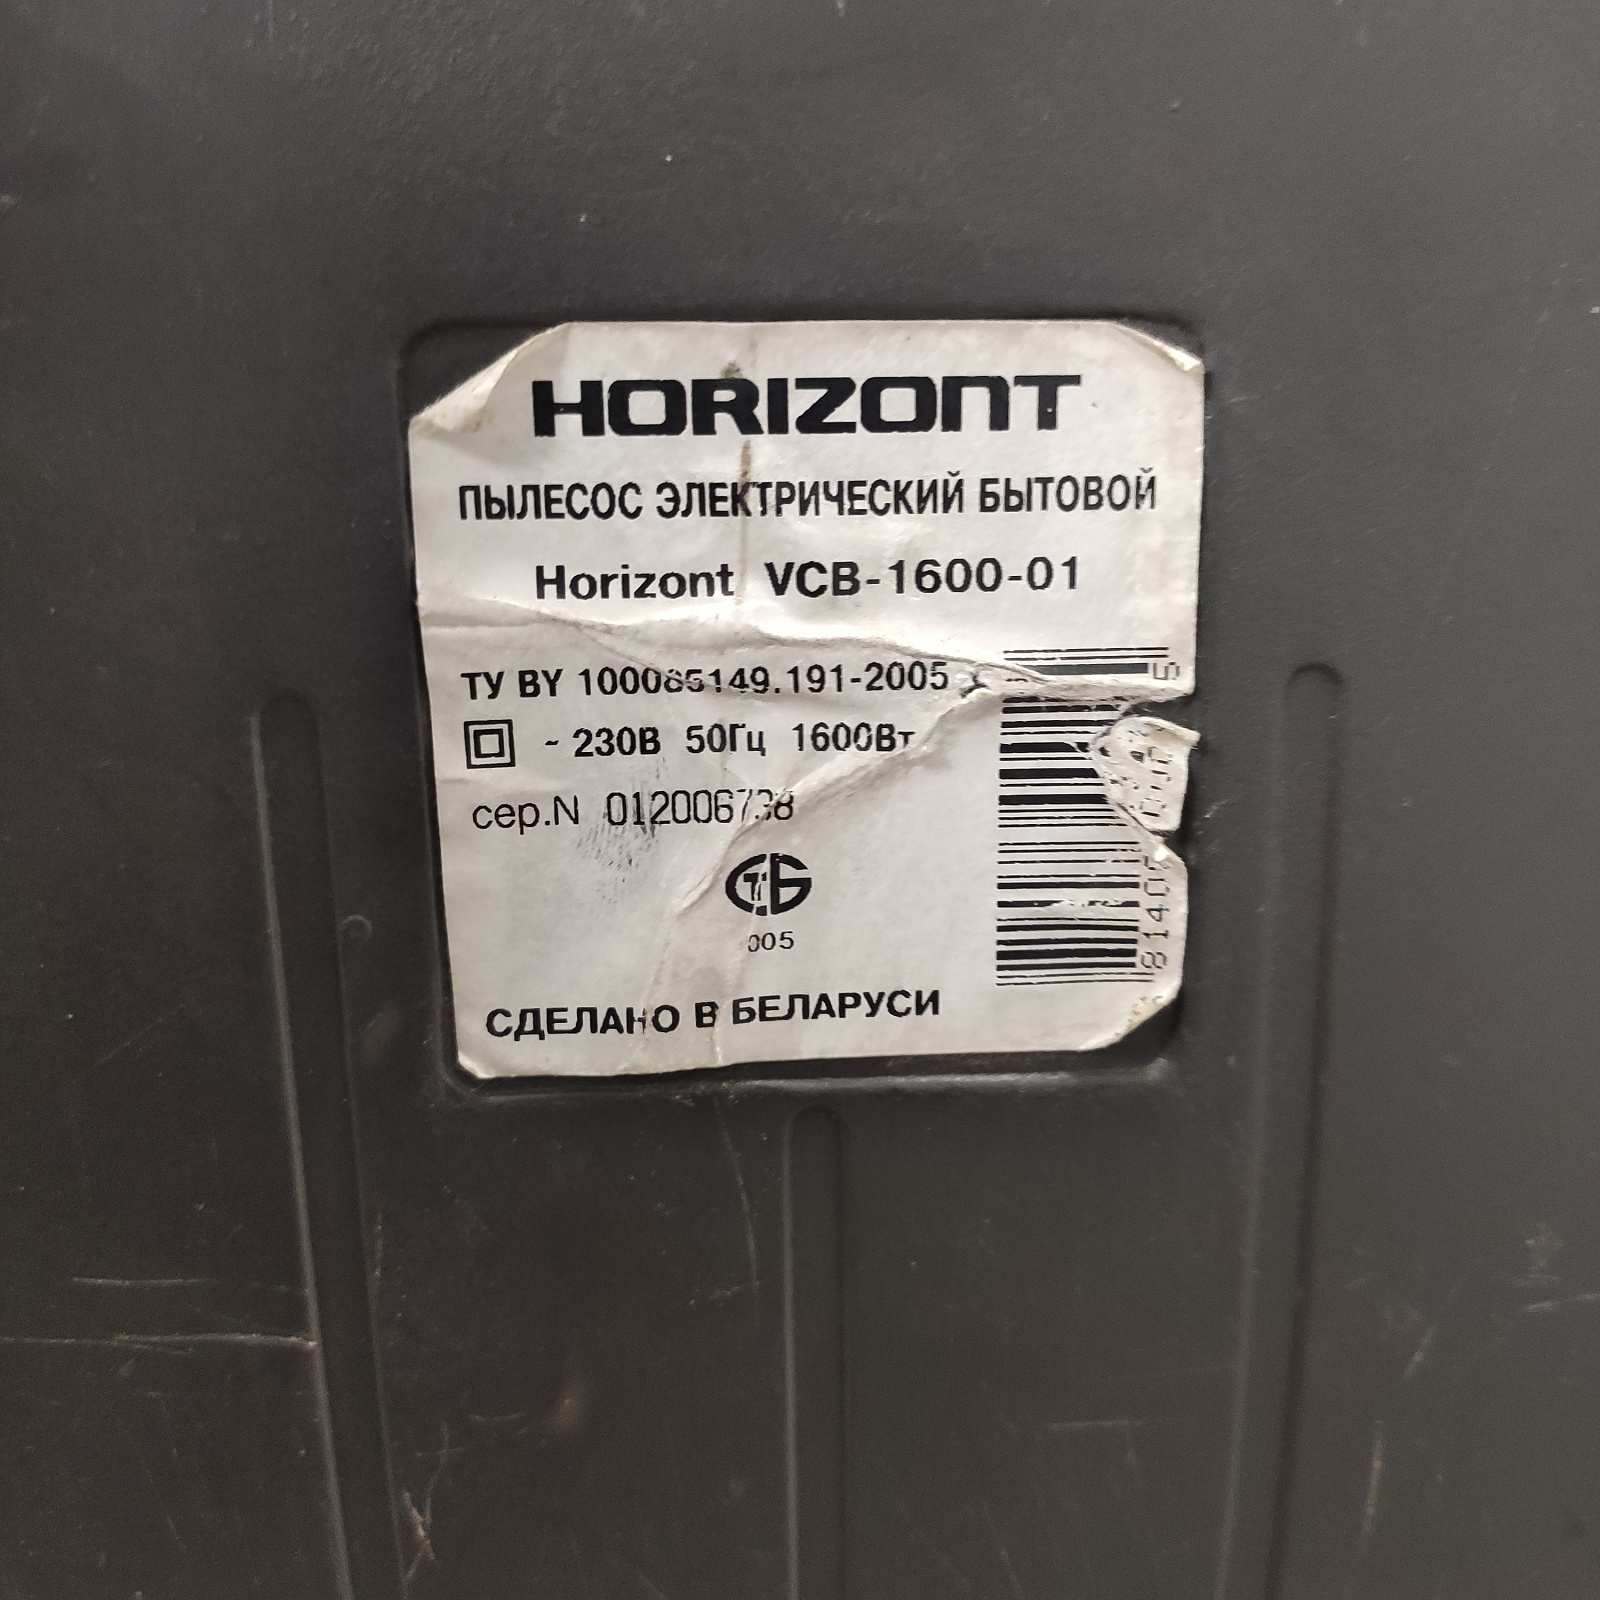 HORIZONT
ПЫЛЕСОС ЭЛЕКТРИЧЕСКИЙ БЫТОВОЙ
Horizont VCB-1600-01
ТУ BY 100085149.191-2005
~ 230В 50Гц 1600Вт
сер.N
СТБ
005
СДЕЛАНО В БЕЛАРУСИ